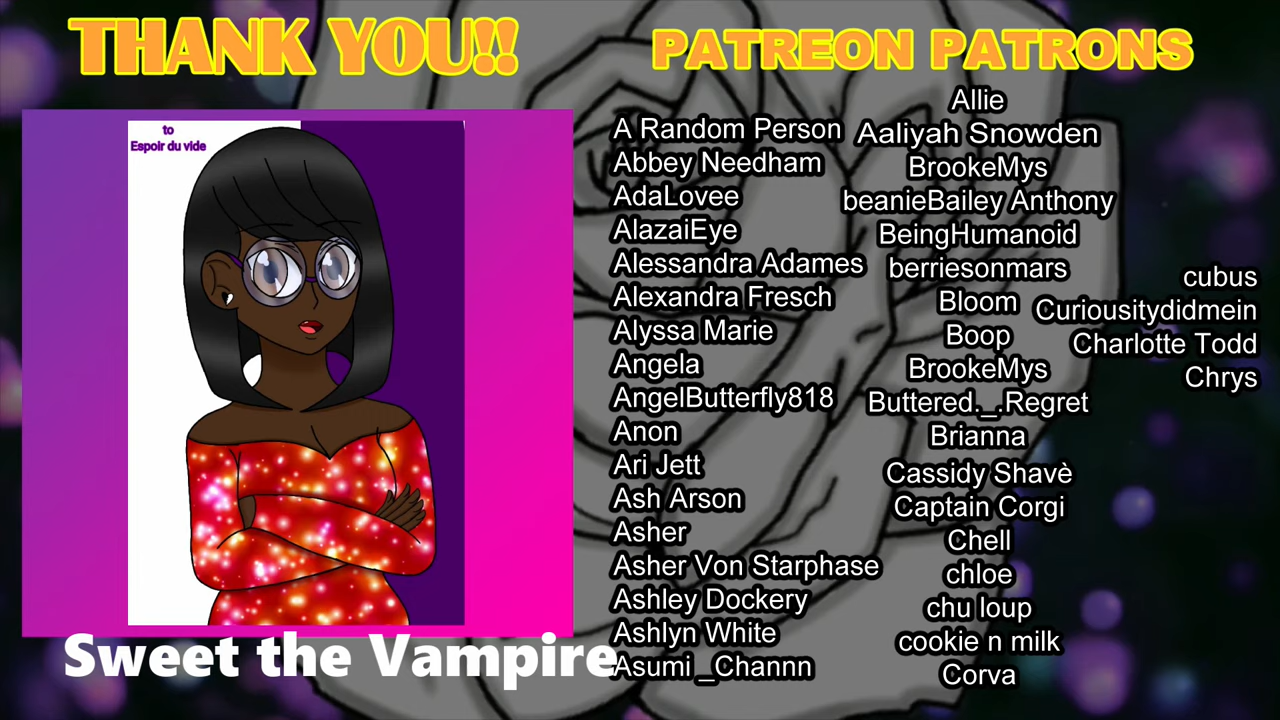 THANK YOU!!
to
Espoir du vide
Sweet the Vampire
PATREON PATRONS
A Random Person
Abbey Needham
AdaLovee
AlazaiEye
Alessandra Adames
Alexandra Fresch
Alyssa Marie
Angela
AngelButterfly818
Anon
Ari Jett
Ash Arson
Asher
Asher Von Starphase
Ashley Dockery
Ashlyn White
Asumi _Channn
Allie
Aaliyah Snowden
BrookeMys
beanieBailey Anthony
BeingHumanoid
berriesonmars
Bloom
Boop
BrookeMys
Buttered._.Regret
Brianna
Cassidy Shavè
Captain Corgi
Chell
chloe
chu loup
cookie n milk
Corva
cubus
Curiousitydidmein
Charlotte Todd
Chrys